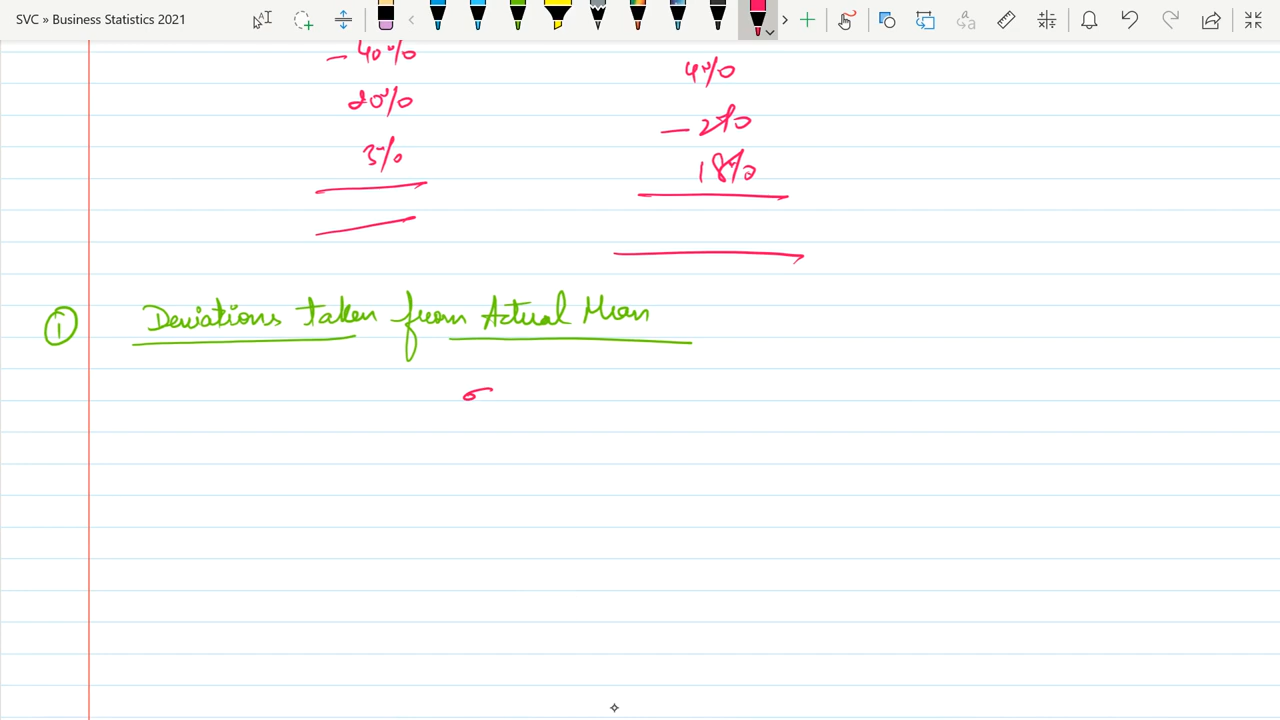 SVC » Business Statistics 2021
- 40%
20%
3%
4%
- 2%
18%
① Deviations taken from Actual Mean
σ